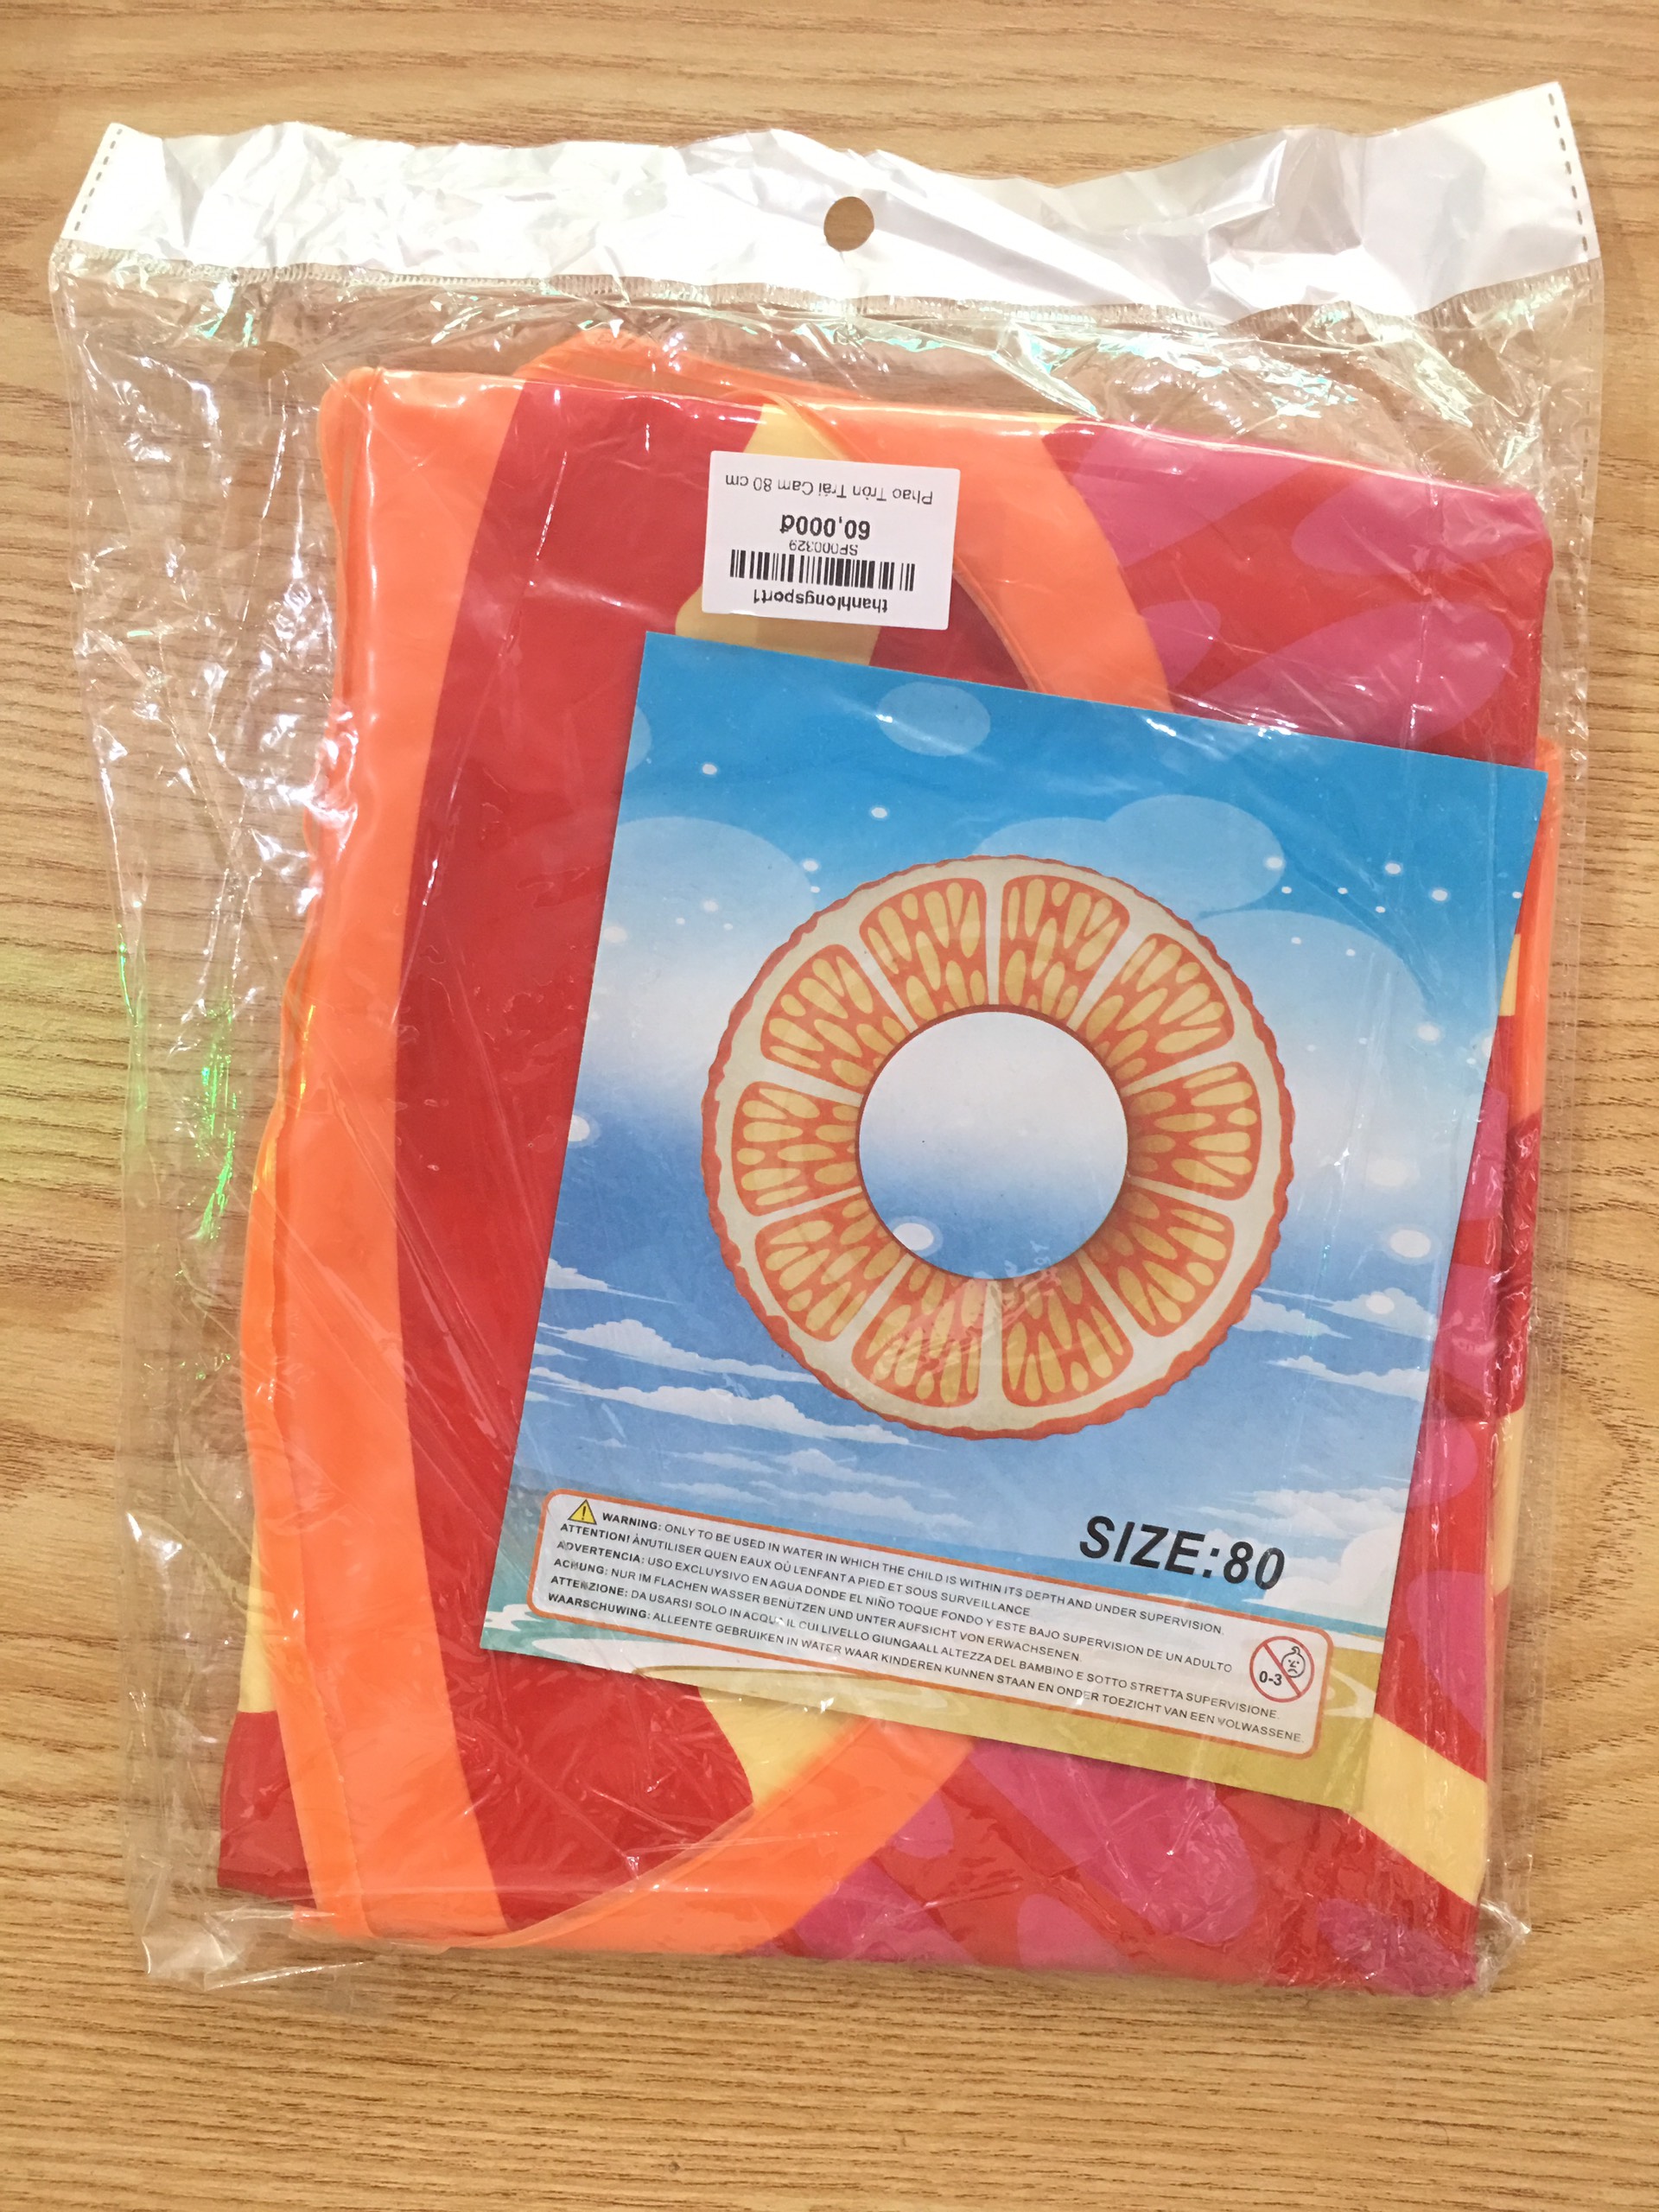 thanhlongsport1
SP000329
60,000đ
Phao Tròn Trái Cam 80 cm
SIZE:80
WARNING: ONLY TO BE USED IN WATER IN WHICH THE CHILD IS WITHIN ITS DEPTH AND UNDER SUPERVISION.
ATTENTION! ÀNUTILISER QUEN EAUX OÙ L'ENFANT A PIED ET SOUS SURVEILLANCE
ADVERTENCIA: USO EXCLUYSIVO EN AGUA DONDE EL NIÑO TOQUE FONDO Y ESTE BAJO SUPERVISION DE UN ADULTO
ACHUNG: NUR IM FLACHEN WASSER BENÜTZEN UND UNTER AUFSICHT VON ERWACHSENEN.
ATTENZIONE: DA USARSI SOLO IN ACQUA IL CUI LIVELLO GIUNGAALL ALTEZZA DEL BAMBINO E SOTTO STRETTA SUPERVISIONE.
WAARSCHUWING: ALLEENTE GEBRUIKEN IN WATER WAAR KINDEREN KUNNEN STAAN EN ONDER TOEZICHT VAN EEN VOLWASSENE.
0-3